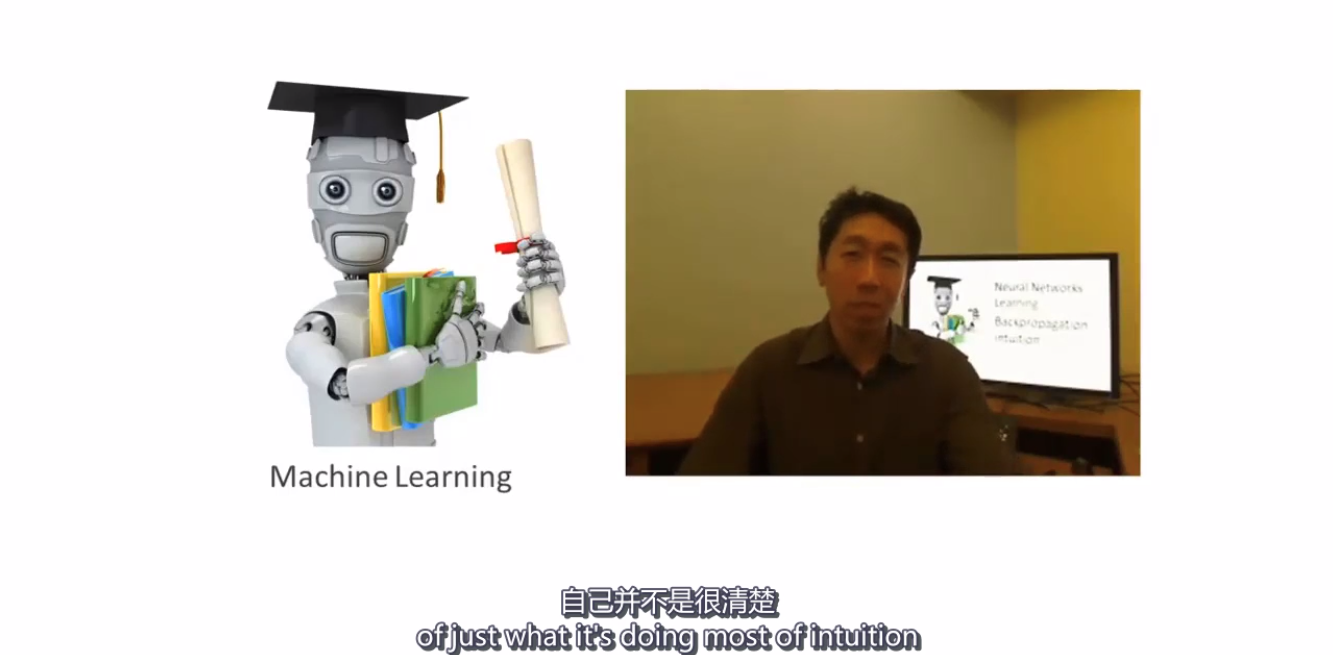 Machine Learning
Neural Networks
Learning
Backpropagation
intuition
自己并不是很清楚
of just what it's doing most of intuition